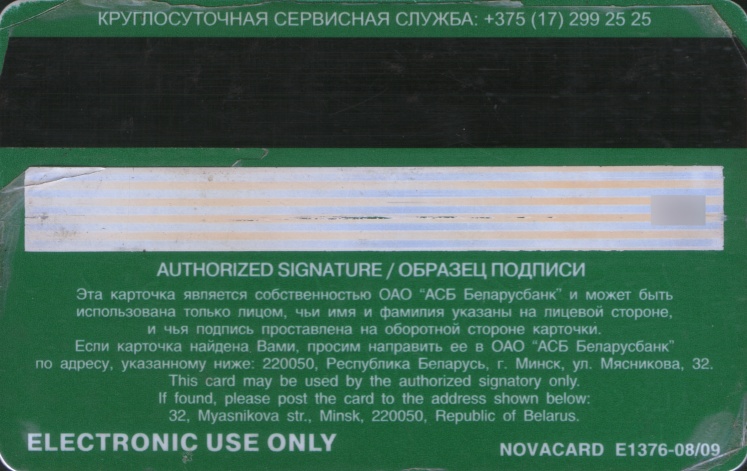 КРУГЛОСУТОЧНАЯ СЕРВИСНАЯ СЛУЖБА: +375 (17) 299 25 25
AUTHORIZED SIGNATURE / ОБРАЗЕЦ ПОДПИСИ
Эта карточка является собственностью ОАО "АСБ Беларусбанк" и может быть
использована только лицом, чьи имя и фамилия указаны на лицевой стороне,
и чья подпись проставлена на оборотной стороне карточки.
Если карточка найдена Вами, просим направить ее в ОАО "АСБ Беларусбанк"
по адресу, указанному ниже: 220050, Республика Беларусь, г. Минск, ул. Мясникова, 32.
This card may be used by the authorized signatory only.
If found, please post the card to the address shown below:
32, Myasnikova str., Minsk, 220050, Republic of Belarus.
ELECTRONIC USE ONLY
NOVACARD E1376-08/09